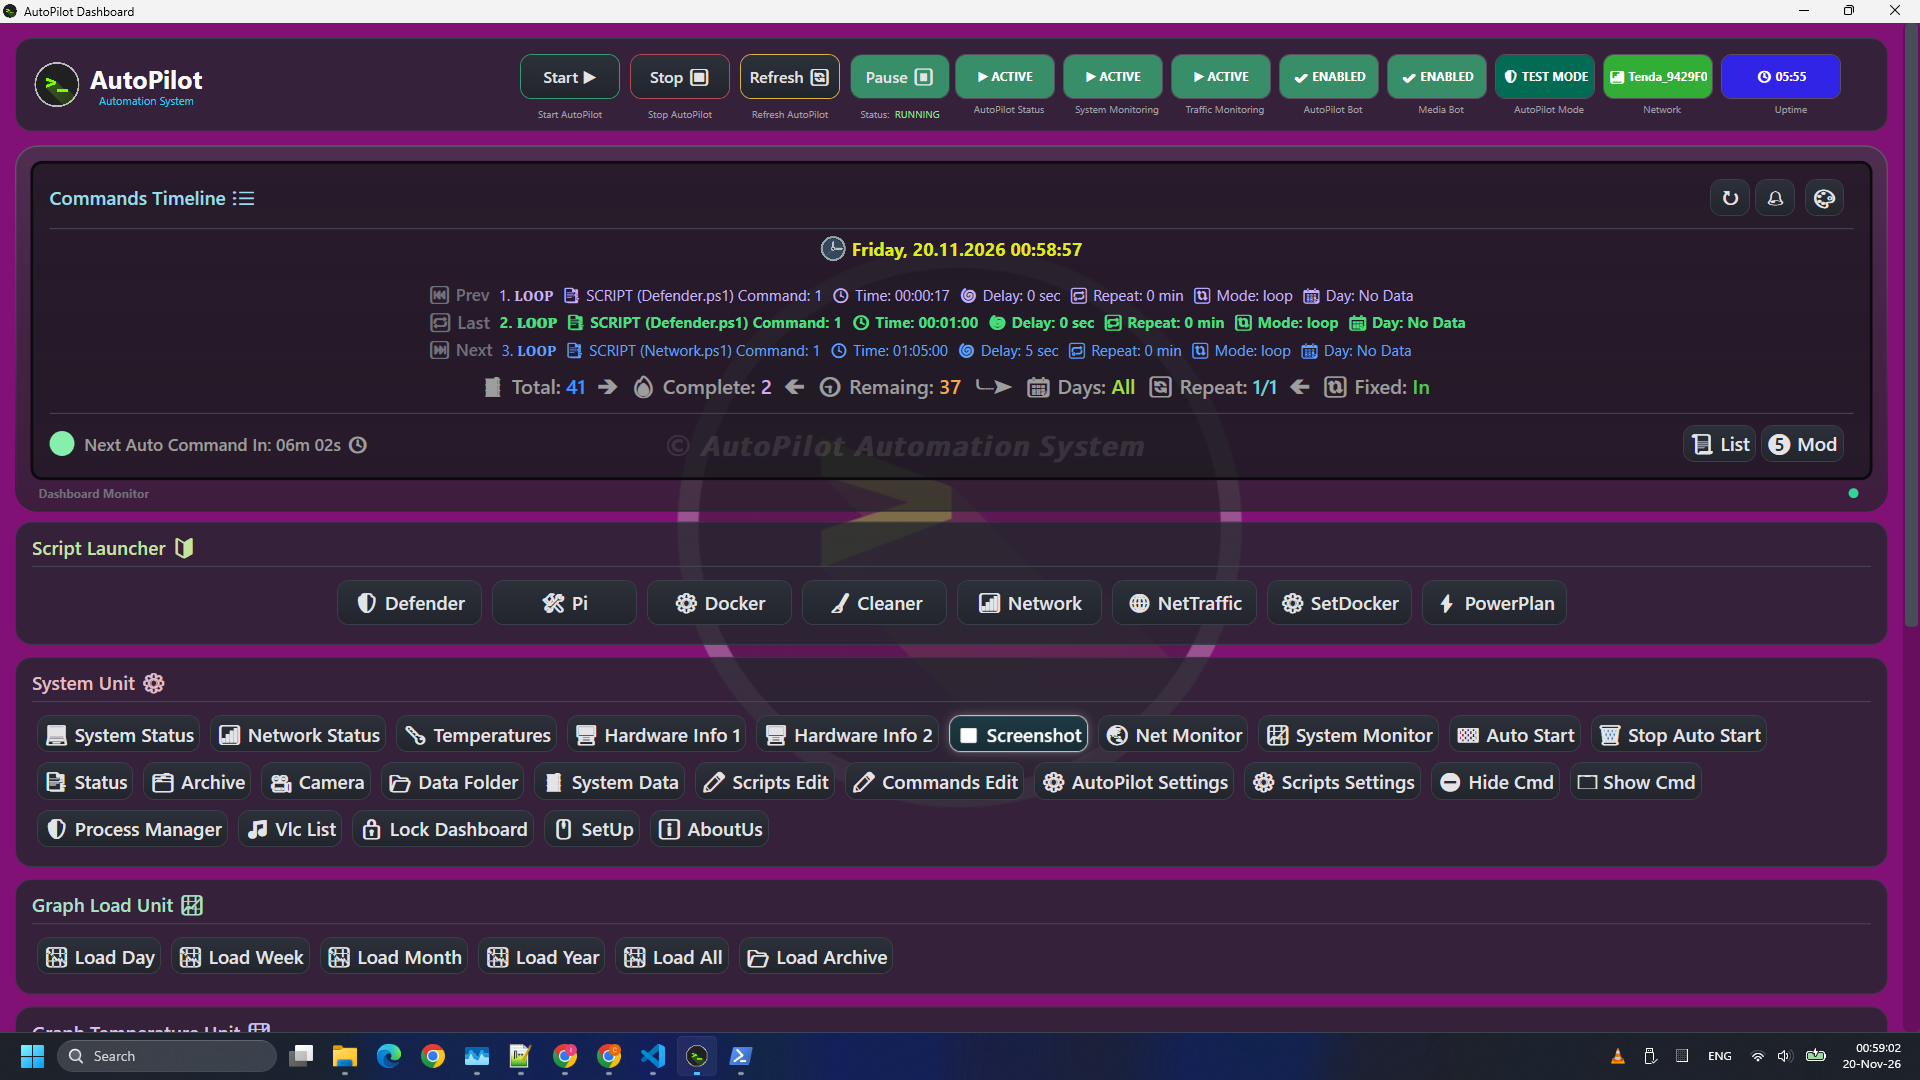 AutoPilot Dashboard
AutoPilot
Automation System
Start
Start AutoPilot
Stop
Stop AutoPilot
Refresh
Refresh AutoPilot
Pause
Status: RUNNING
ACTIVE
AutoPilot Status
ACTIVE
System Monitoring
ACTIVE
Traffic Monitoring
ENABLED
AutoPilot Bot
ENABLED
Media Bot
TEST MODE
AutoPilot Mode
Tenda_9429F0
Network
05:55
Uptime
Commands Timeline
Friday, 20.11.2026 00:58:57
Prev 1. LOOP SCRIPT (Defender.ps1) Command: 1 Time: 00:00:17 Delay: 0 sec Repeat: 0 min Mode: loop Day: No Data
Last 2. LOOP SCRIPT (Defender.ps1) Command: 1 Time: 00:01:00 Delay: 0 sec Repeat: 0 min Mode: loop Day: No Data
Next 3. LOOP SCRIPT (Network.ps1) Command: 1 Time: 01:05:00 Delay: 5 sec Repeat: 0 min Mode: loop Day: No Data
Total: 41 Complete: 2 Remaing: 37 Days: All Repeat: 1/1 Fixed: In
Next Auto Command In: 06m 02s
© AutoPilot Automation System
List
5 Mod
Dashboard Monitor
Script Launcher
Defender
Pi
Docker
Cleaner
Network
NetTraffic
SetDocker
PowerPlan
System Unit
System Status
Network Status
Temperatures
Hardware Info 1
Hardware Info 2
Screenshot
Net Monitor
System Monitor
Auto Start
Stop Auto Start
Status
Archive
Camera
Data Folder
System Data
Scripts Edit
Commands Edit
AutoPilot Settings
Scripts Settings
Hide Cmd
Show Cmd
Process Manager
Vlc List
Lock Dashboard
SetUp
AboutUs
Graph Load Unit
Load Day
Load Week
Load Month
Load Year
Load All
Load Archive
Graph Temperature Unit
Search
ENG
00:59:02
20-Nov-26